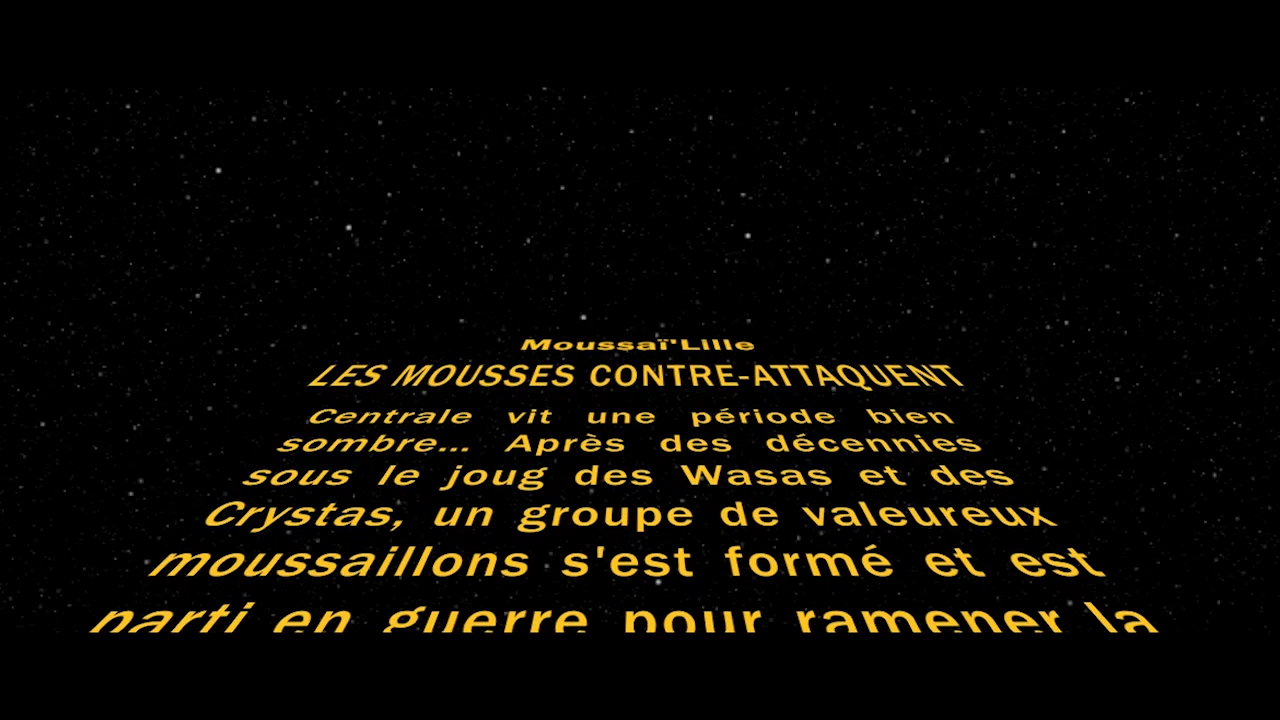 Moussaï'Lille
LES MOUSSES CONTRE-ATTAQUENT
Centrale vit une période bien
sombre... Après des décennies
sous le joug des Wasas et des
Crystas, un groupe de valeureux
moussaillons s'est formé et est
parti en guerre pour ramener la